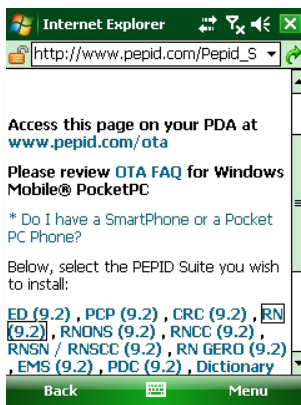 Internet Explorer
http://www.pepid.com/Pepid_S
Access this page on your PDA at
www.pepid.com/ota
Please review OTA FAQ for Windows
Mobile® PocketPC
* Do I have a SmartPhone or a Pocket
PC Phone?
Below, select the PEPID Suite you wish
to install:
ED (9.2) , PCP (9.2) , CRC (9.2) , RN
(9.2) , RNONS (9.2) , RNCC (9.2) ,
RNSN / RNSCC (9.2) , RN GERO (9.2)
, EMS (9.2) , PDC (9.2) , Dictionary
Back Menu